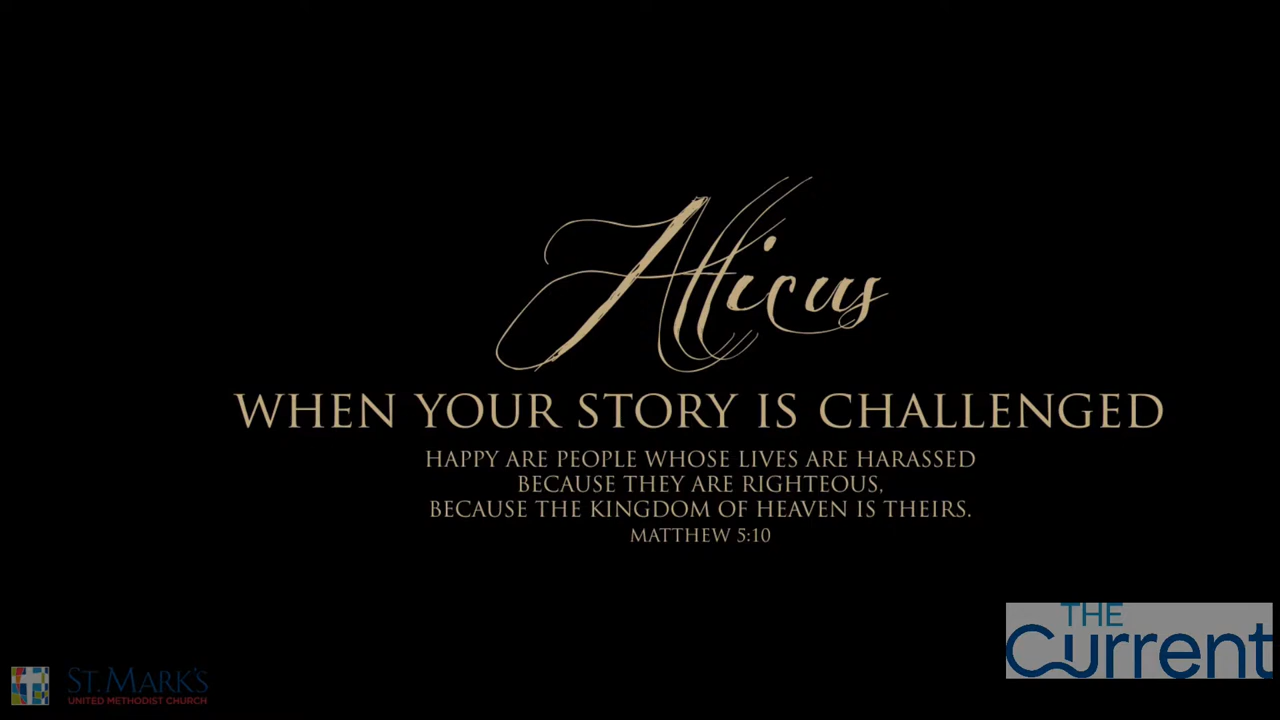 Atticus
WHEN YOUR STORY IS CHALLENGED
HAPPY ARE PEOPLE WHOSE LIVES ARE HARASSED
BECAUSE THEY ARE RIGHTEOUS,
BECAUSE THE KINGDOM OF HEAVEN IS THEIRS.
MATTHEW 5:10
THE
Current
ST. MARK'S
UNITED METHODIST CHURCH